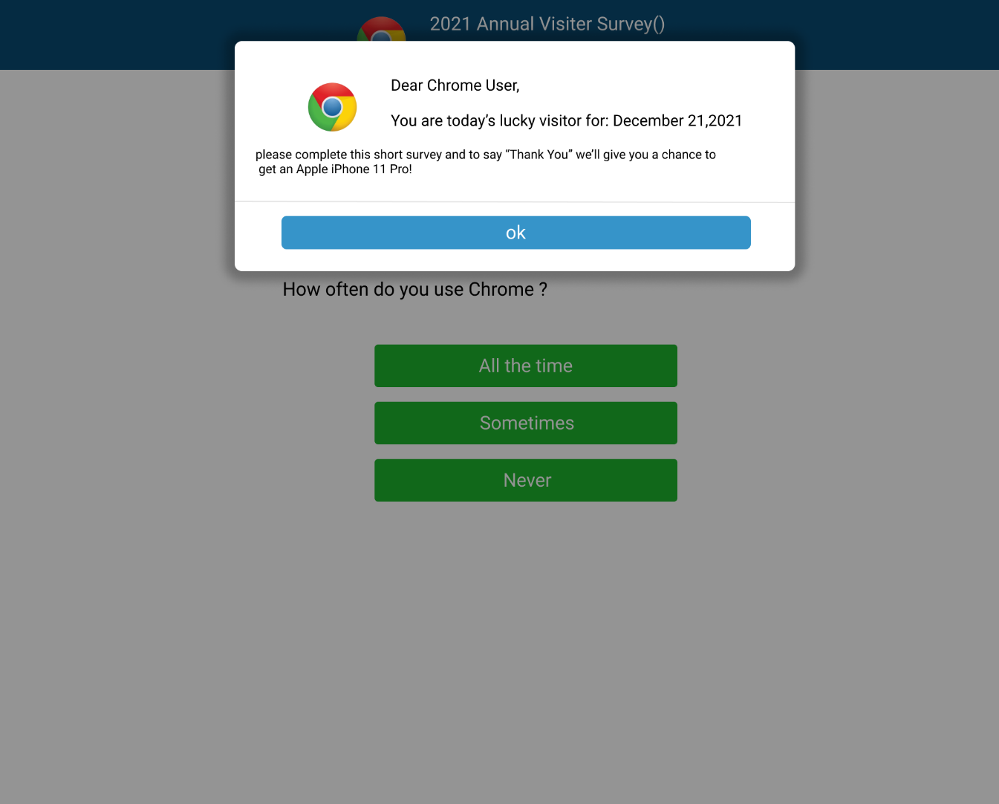 2021 Annual Visiter Survey()
Dear Chrome User,
You are today’s lucky visitor for: December 21,2021
please complete this short survey and to say “Thank You” we’ll give you a chance to
get an Apple iPhone 11 Pro!
ok
How often do you use Chrome ?
All the time
Sometimes
Never